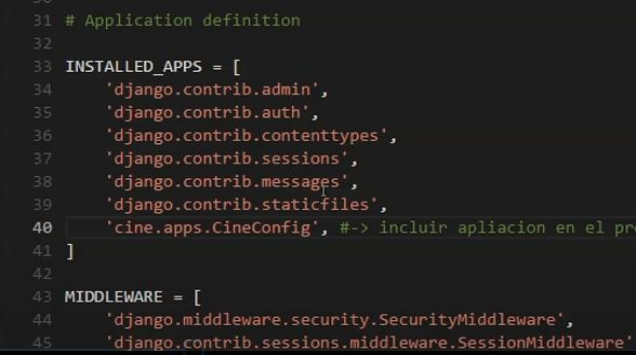 31 # Application definition
32
33 INSTALLED_APPS = [
34 'django.contrib.admin',
35 'django.contrib.auth',
36 'django.contrib.contenttypes',
37 'django.contrib.sessions',
38 'django.contrib.messages',
39 'django.contrib.staticfiles',
40 'cine.apps.CineConfig', #-> incluir apliacion en el
41 ]
42
43 MIDDLEWARE = [
44 'django.middleware.security.SecurityMiddleware',
45 'django.contrib.sessions.middleware.SessionMiddleware'